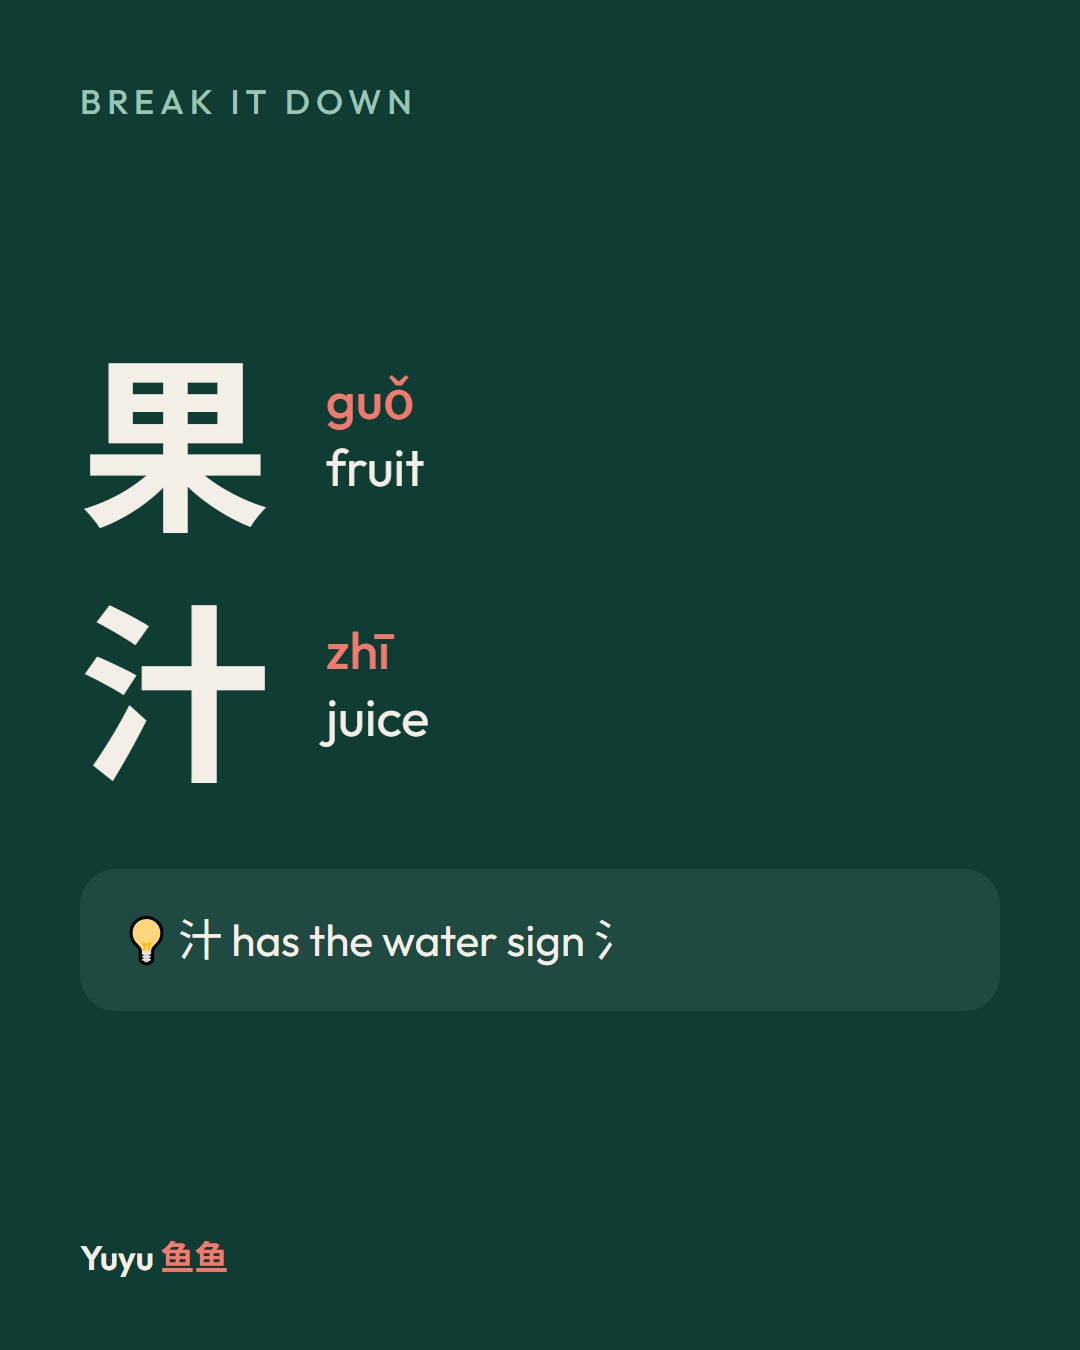 BREAK IT DOWN
果
guǒ
fruit
汁
zhī
juice
💡 汁 has the water sign 氵
Yuyu 鱼鱼